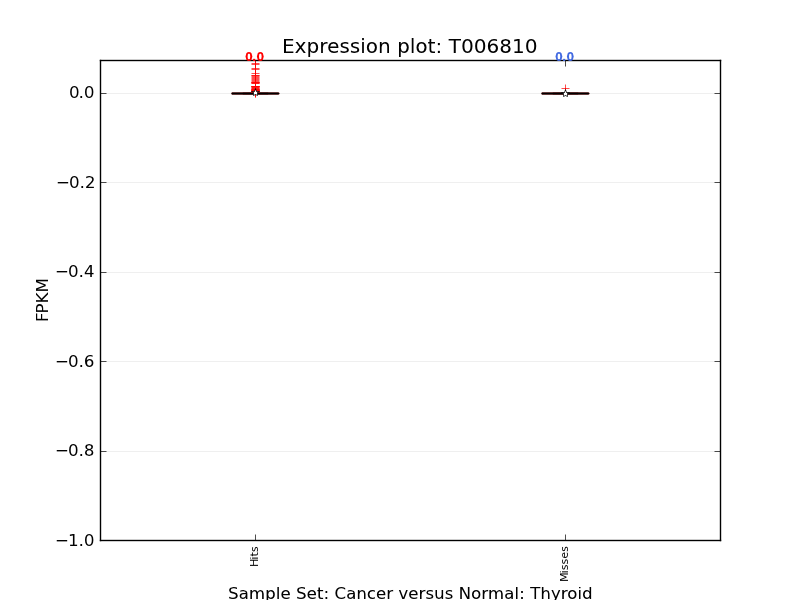 Expression plot: T006810
0.0 0.0
0.0
−0.2
−0.4
−0.6
−0.8
−1.0
FPKM
Hits
Misses
Sample Set: Cancer versus Normal: Thyroid